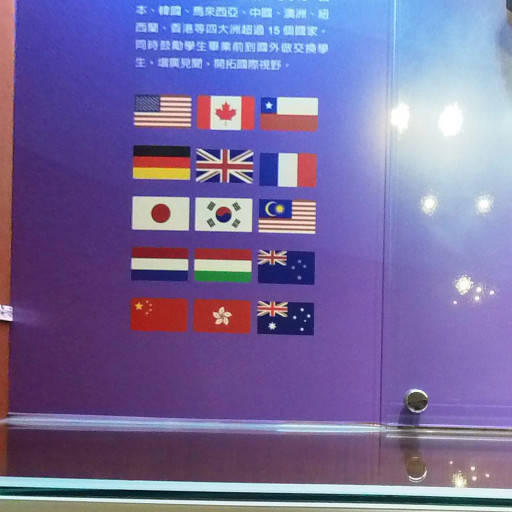 本、韓國、馬來西亞、中國、澳洲、紐
西蘭、香港等四大洲超過 15 個國家。
同時鼓勵學生畢業前到國外做交換學
生，增廣見聞，開拓國際視野。